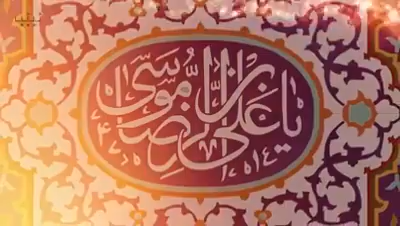 یا علی بن موسی الرضا